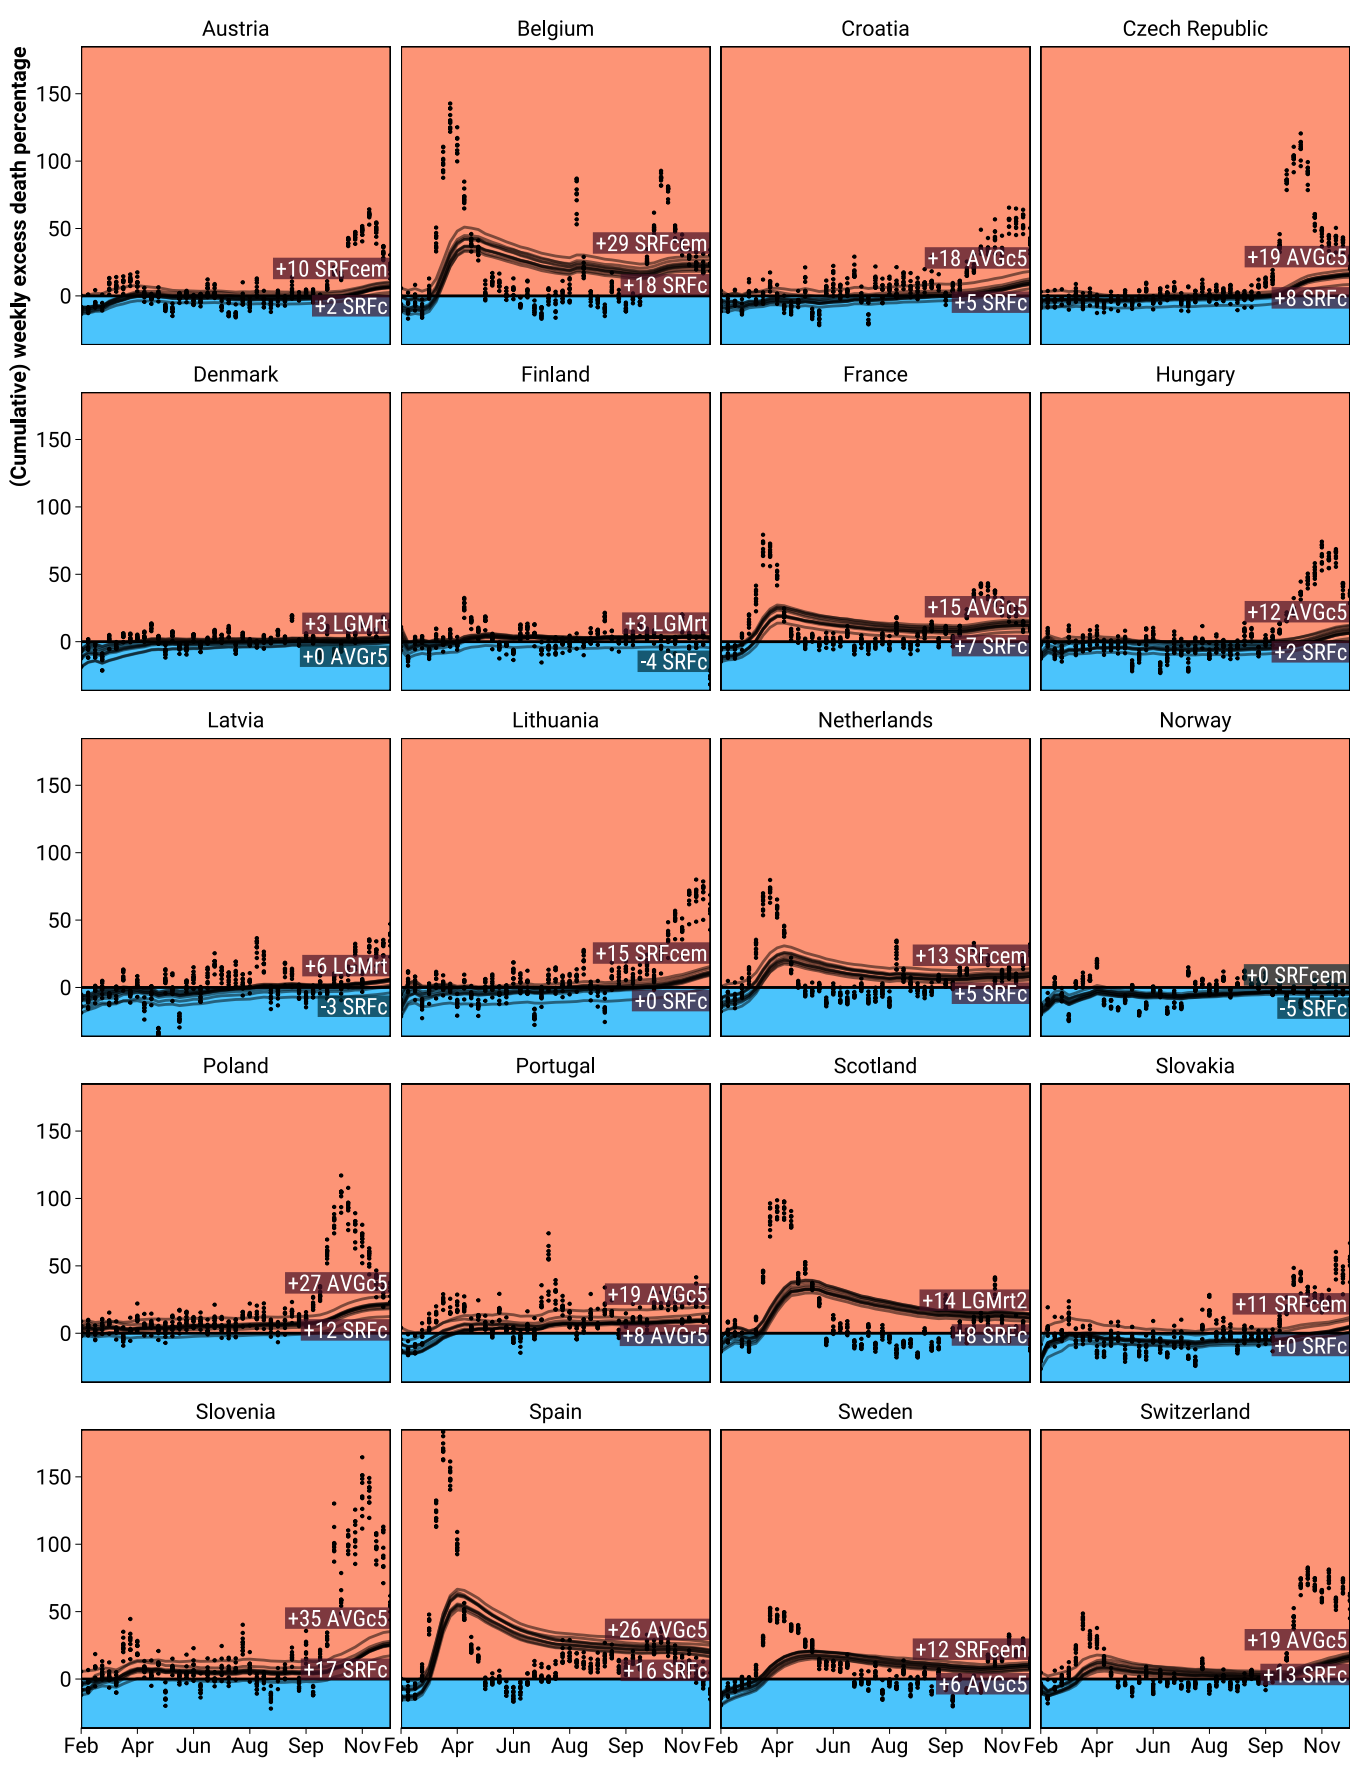 (Cumulative) weekly excess death percentage
Austria
Belgium
Croatia
Czech Republic
150
100
50
0
+10 SRFcem
+2 SRFc
+29 SRFcem
+18 SRFc
+18 AVGc5
+5 SRFc
+19 AVGc5
+8 SRFc
Denmark
Finland
France
Hungary
150
100
50
0
+3 LGMrt
+0 AVGr5
+3 LGMrt
-4 SRFc
+15 AVGc5
+7 SRFc
+12 AVGc5
+2 SRFc
Latvia
Lithuania
Netherlands
Norway
150
100
50
0
+6 LGMrt
-3 SRFc
+15 SRFcem
+0 SRFc
+13 SRFcem
+5 SRFc
+0 SRFcem
-5 SRFc
Poland
Portugal
Scotland
Slovakia
150
100
50
0
+27 AVGc5
+12 SRFc
+19 AVGc5
+8 AVGr5
+14 LGMrt2
+8 SRFc
+11 SRFcem
+0 SRFc
Slovenia
Spain
Sweden
Switzerland
150
100
50
0
+35 AVGc5
+17 SRFc
+26 AVGc5
+16 SRFc
+12 SRFcem
+6 AVGc5
+19 AVGc5
+13 SRFc
Feb Apr Jun Aug Sep Nov
Feb Apr Jun Aug Sep Nov
Feb Apr Jun Aug Sep Nov
Feb Apr Jun Aug Sep Nov